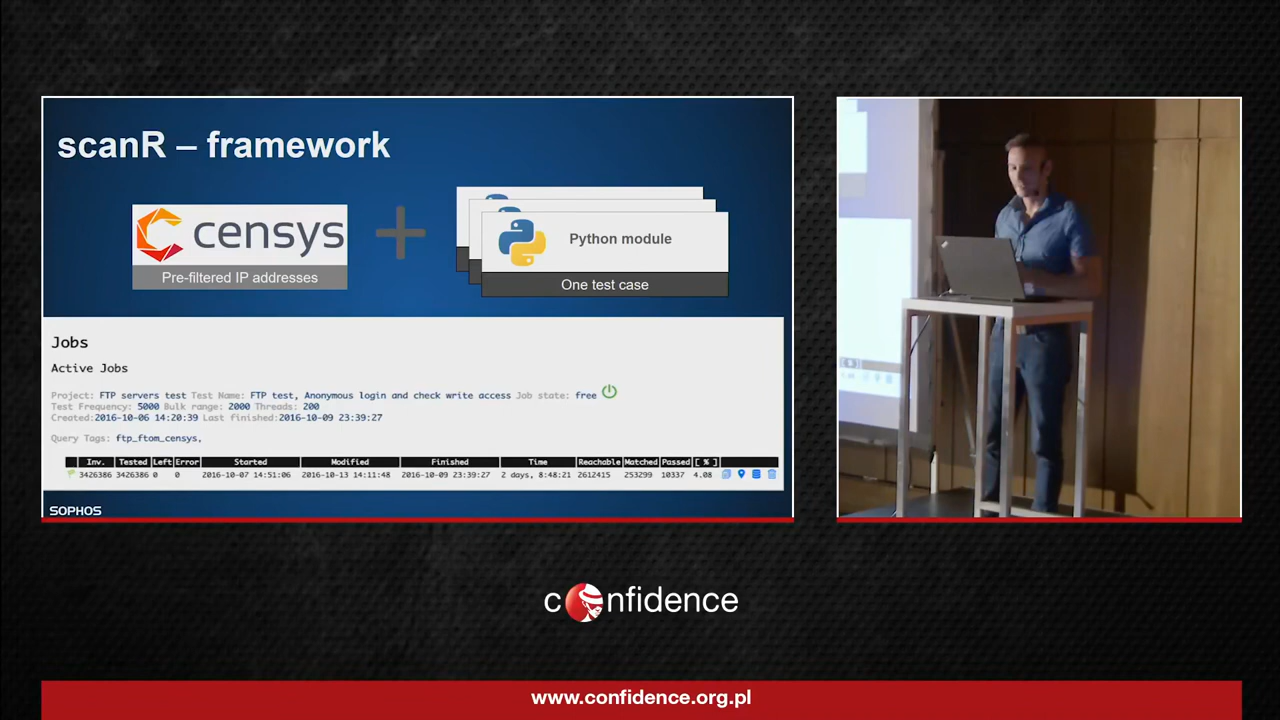 scanR – framework
censys
Pre-filtered IP addresses
Python module
One test case
Jobs
Active Jobs
Project: FTP servers test Test Name: FTP test, Anonymous login and check write access Job state: free
Test Frequency: 5000 Bulk range: 2000 Threads: 200
Created:2016-10-06 14:20:39 Last finished:2016-10-09 23:39:27
Query Tags: ftp_ftom_censys,
Inv. Tested Left Error Started Modified Finished Time Reachable Matched Passed [ % ]
3426386 3426386 0 0 2016-10-07 14:51:06 2016-10-13 14:11:48 2016-10-09 23:39:27 2 days, 8:48:21 2612415 253299 10337 4.08
SOPHOS
confidence
www.confidence.org.pl